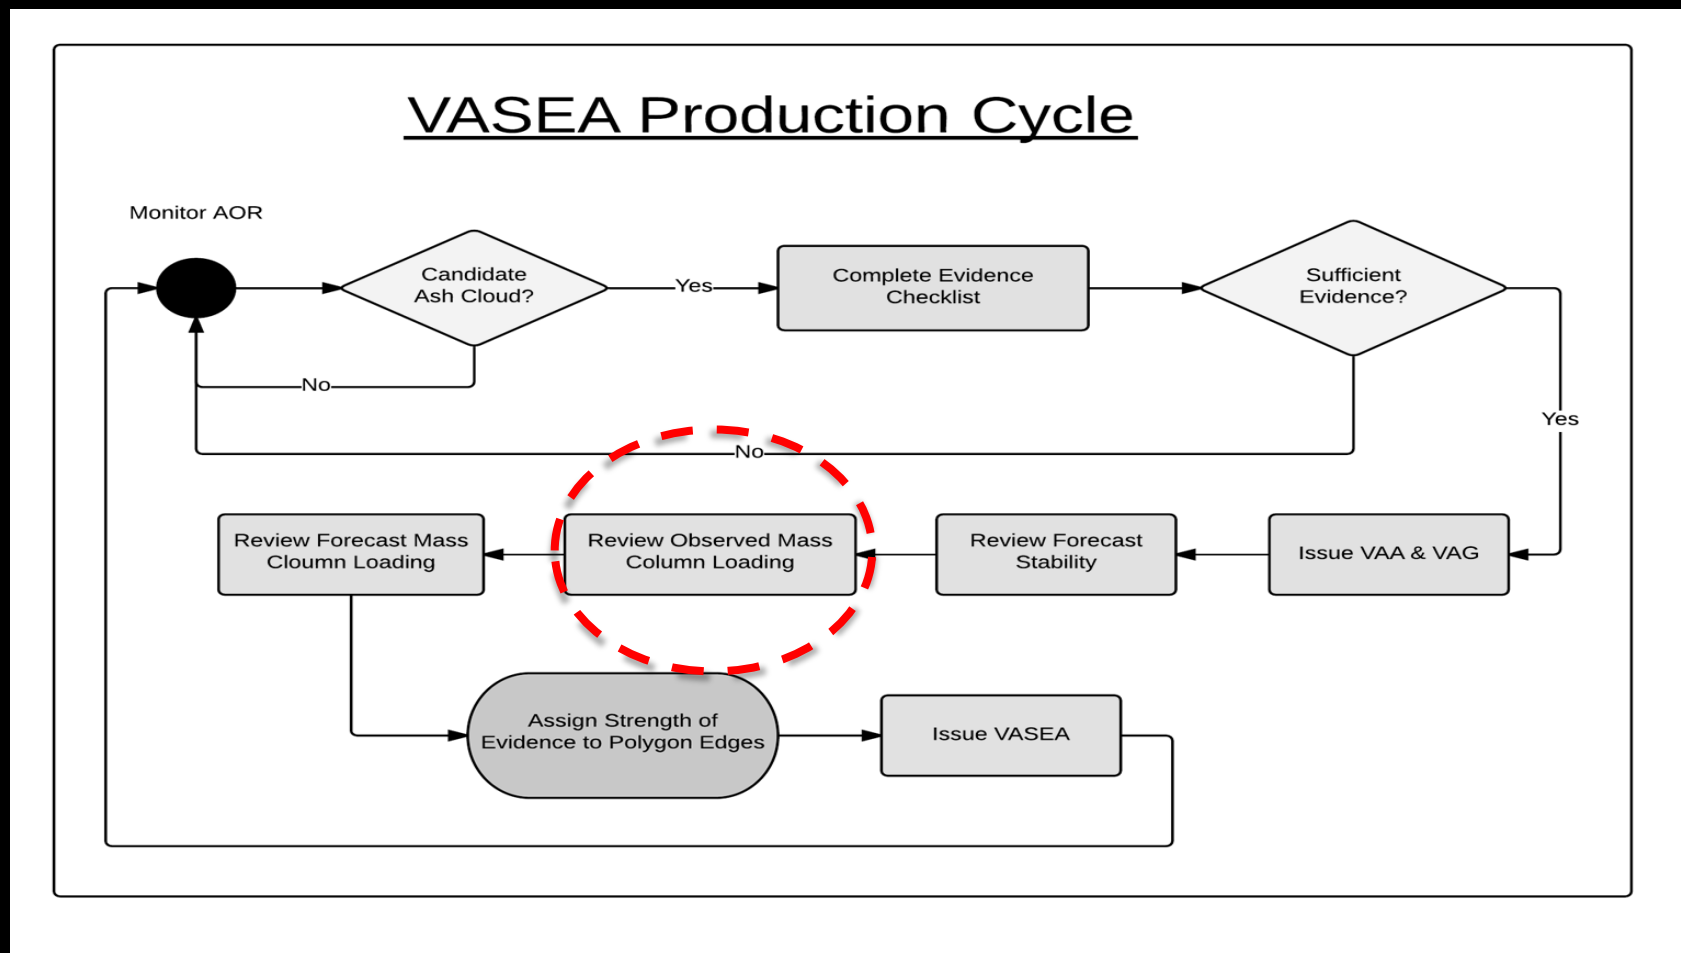 VASEA Production Cycle
Monitor AOR
Candidate
Ash Cloud?
Yes
Complete Evidence
Checklist
Sufficient
Evidence?
No
Yes
No
Review Forecast Mass
Cloumn Loading
Review Observed Mass
Column Loading
Review Forecast
Stability
Issue VAA & VAG
Assign Strength of
Evidence to Polygon Edges
Issue VASEA